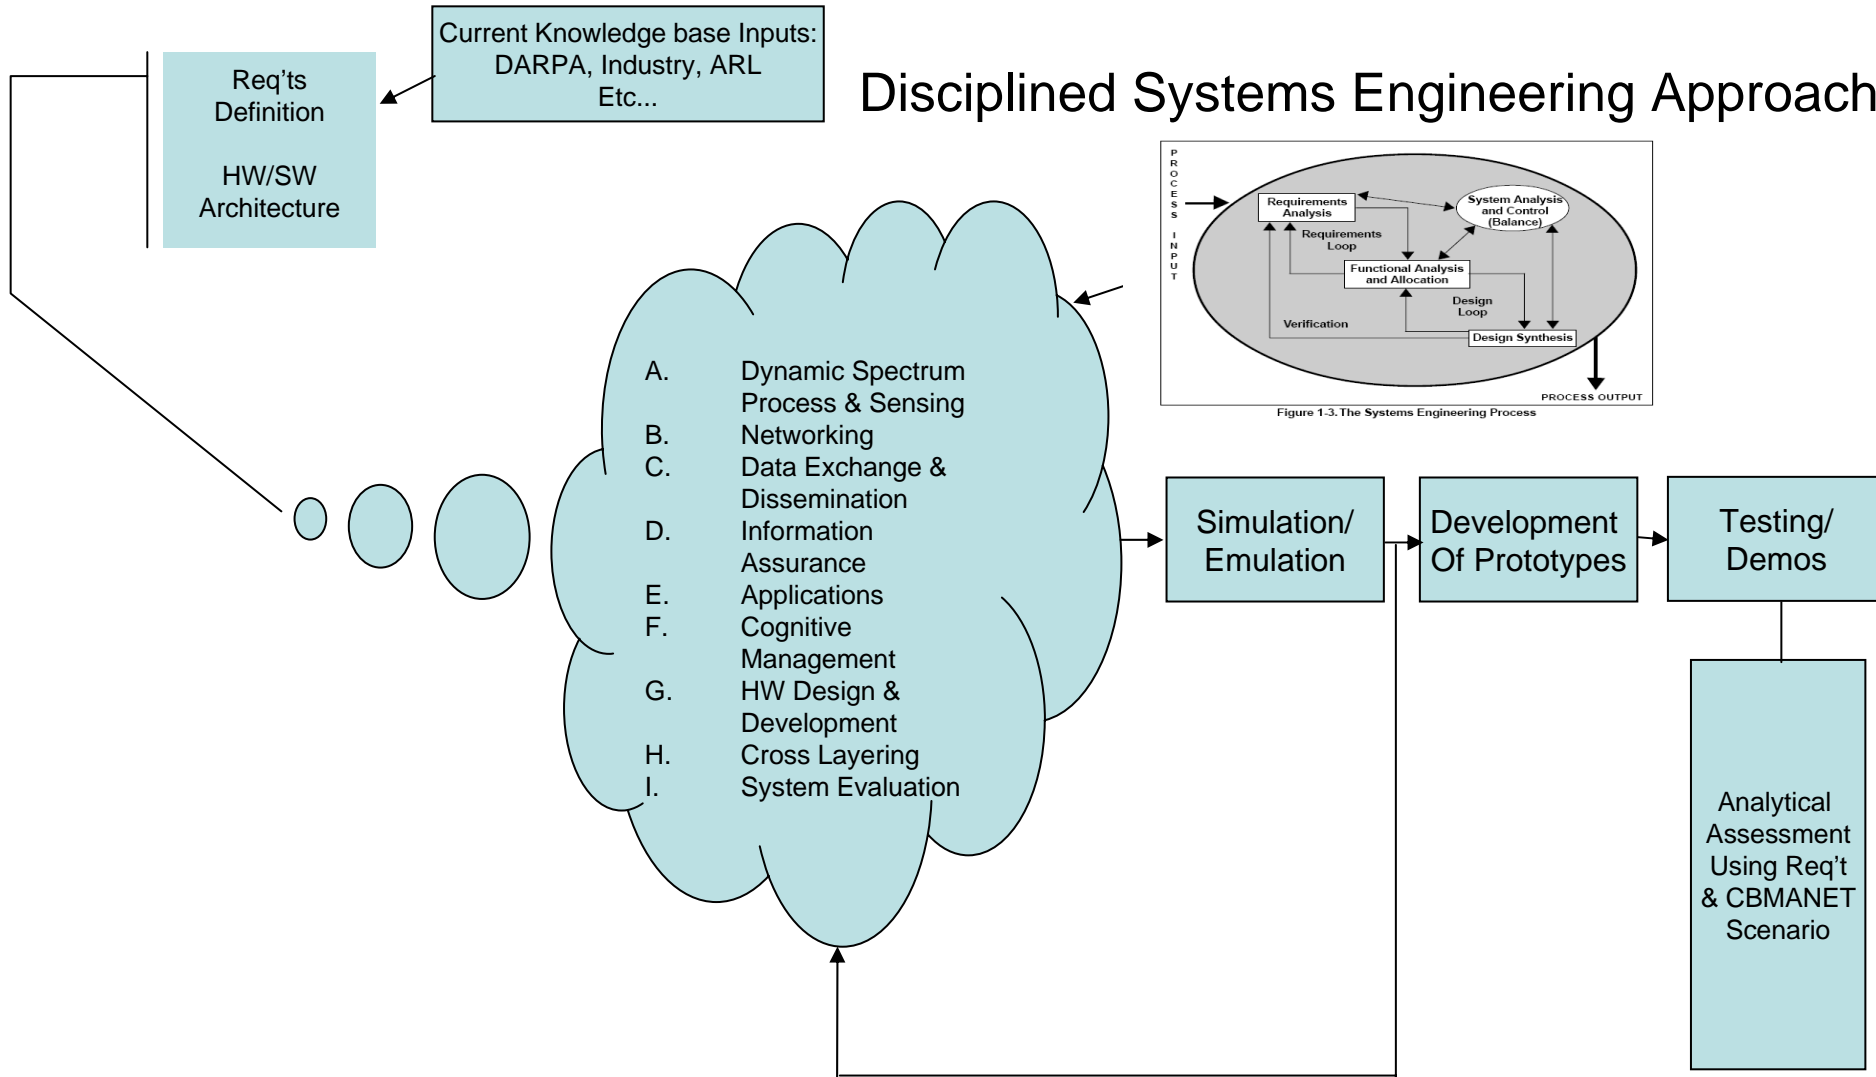 Current Knowledge base Inputs:
DARPA, Industry, ARL
Etc...
Req'ts
Definition
HW/SW
Architecture
Disciplined Systems Engineering Approach
PROCESS INPUT
Requirements
Analysis
System Analysis
and Control
(Balance)
Requirements
Loop
Functional Analysis
and Allocation
Design
Loop
Verification
Design Synthesis
PROCESS OUTPUT
Figure 1-3. The Systems Engineering Process
A. Dynamic Spectrum
Process & Sensing
B. Networking
C. Data Exchange &
Dissemination
D. Information
Assurance
E. Applications
F. Cognitive
Management
G. HW Design &
Development
H. Cross Layering
I. System Evaluation
Simulation/
Emulation
Development
Of Prototypes
Testing/
Demos
Analytical
Assessment
Using Req't
& CBMANET
Scenario